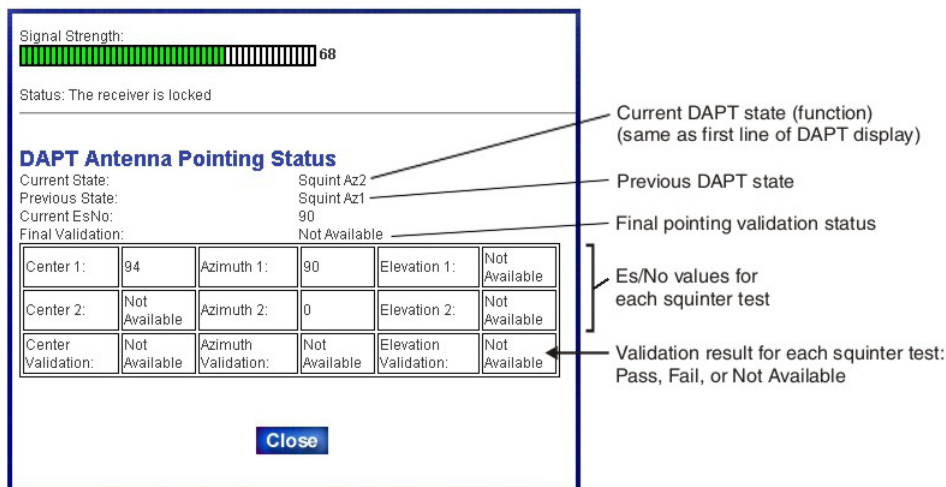 Signal Strength:
68
Status: The receiver is locked
DAPT Antenna Pointing Status
Current State: Squint Az2
Previous State: Squint Az1
Current EsNo: 90
Final Validation: Not Available
Center 1: 94 Azimuth 1: 90 Elevation 1: Not Available
Center 2: Not Available Azimuth 2: 0 Elevation 2: Not Available
Center Validation: Not Available Azimuth Validation: Not Available Elevation Validation: Not Available
Close
Current DAPT state (function)
(same as first line of DAPT display)
Previous DAPT state
Final pointing validation status
Es/No values for
each squinter test
Validation result for each squinter test:
Pass, Fail, or Not Available